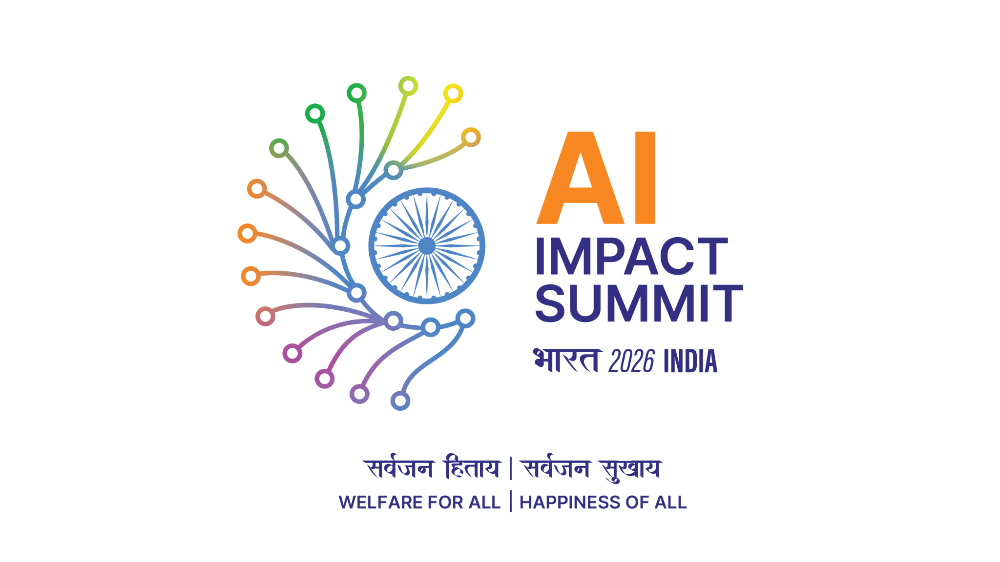 AI
IMPACT
SUMMIT
भारत 2026 INDIA
सर्वजन हिताय | सर्वजन सुखाय
WELFARE FOR ALL | HAPPINESS OF ALL